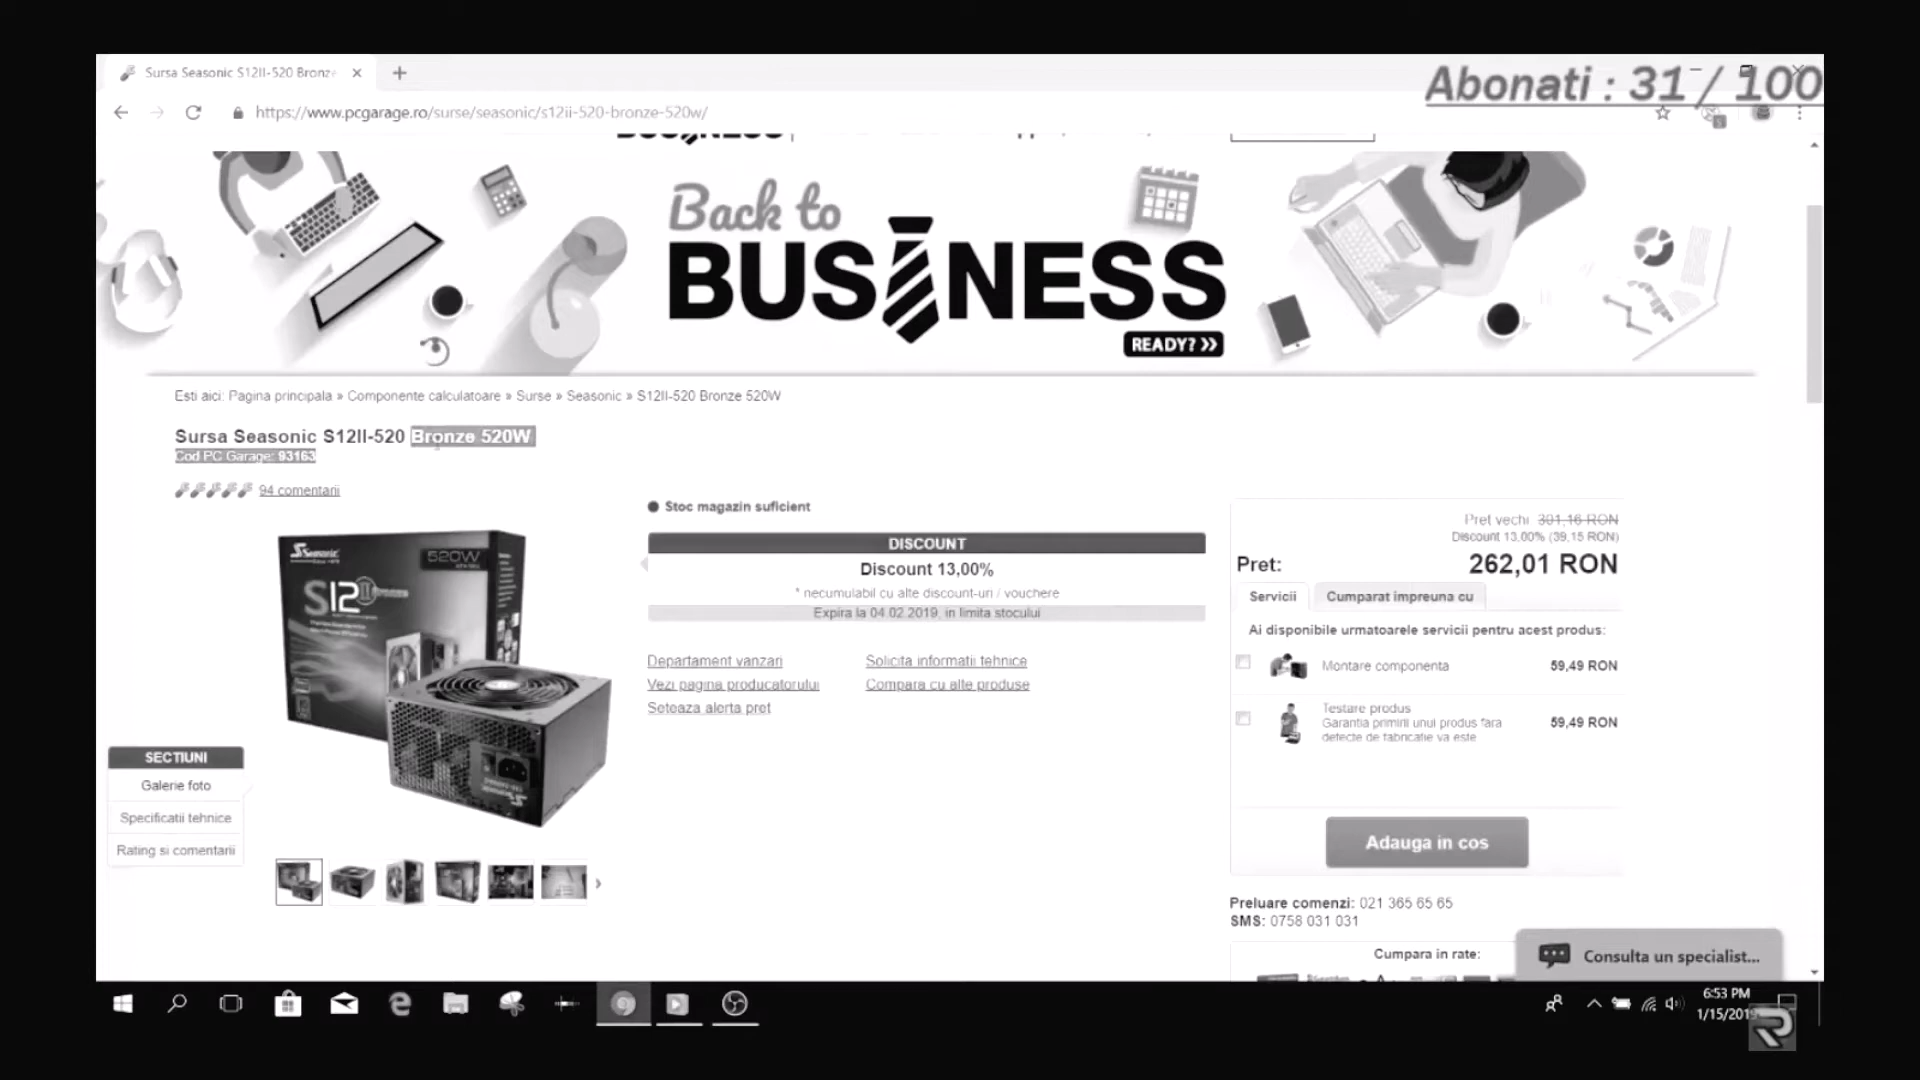 Sursa Seasonic S12II-520 Bronze
Abonati : 31 / 100
https://www.pcgarage.ro/surse/seasonic/s12ii-520-bronze-520w/
Back to
BUSINESS
READY? »
Esti aici: Pagina principala » Componente calculatoare » Surse » Seasonic » S12II-520 Bronze 520W
Sursa Seasonic S12II-520 Bronze 520W
Cod PC Garage: 93163
94 comentarii
Stoc magazin suficient
DISCOUNT
Discount 13,00%
* necumulabil cu alte discount-uri / vouchere
Expira la 04.02.2019, in limita stocului
Departament vanzari
Solicita informatii tehnice
Vezi pagina producatorului
Compara cu alte produse
Seteaza alerta pret
Pret vechi 301,16 RON
Discount 13.00% (39,15 RON)
Pret: 262,01 RON
Servicii
Cumparat impreuna cu
Ai disponibile urmatoarele servicii pentru acest produs:
Montare componenta 59,49 RON
Testare produs
Garantia primirii unui produs fara
defecte de fabricatie va este
59,49 RON
Adauga in cos
Preluare comenzi: 021 365 65 65
SMS: 0758 031 031
Cumpara in rate:
Consulta un specialist...
Seasonic
520W
S12II bronze
SECTIUNI
Galerie foto
Specificatii tehnice
Rating si comentarii
6:53 PM
1/15/2019